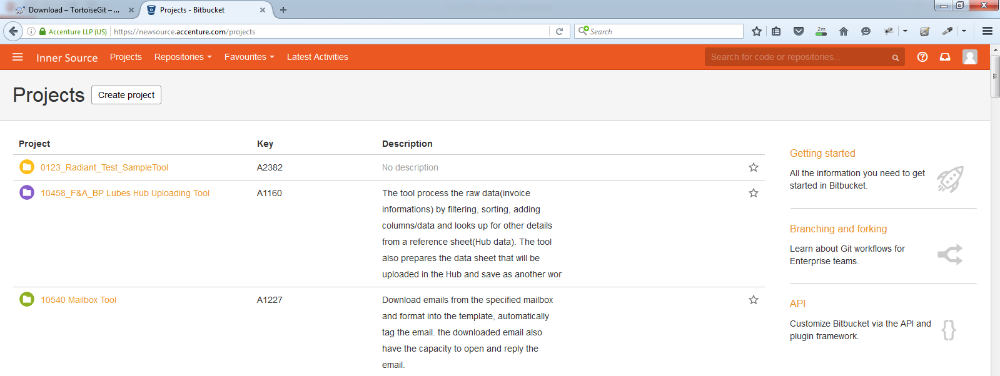 Download – TortoiseGit – ...
Projects - Bitbucket
Accenture LLP (US)
https://newsource.accenture.com/projects
Search
2m
Inner Source
Projects
Repositories
Favourites
Latest Activities
Search for code or repositories...
Projects
Create project
Project
Key
Description
0123_Radiant_Test_SampleTool
A2382
No description
10458_F&A_BP Lubes Hub Uploading Tool
A1160
The tool process the raw data(invoice
informations) by filtering, sorting, adding
columns/data and looks up for other details
from a reference sheet(Hub data). The tool
also prepares the data sheet that will be
uploaded in the Hub and save as another wor
10540 Mailbox Tool
A1227
Download emails from the specified mailbox
and format into the template, automatically
tag the email. the downloaded email also
have the capacity to open and reply the
email.
Getting started
All the information you need to get
started in Bitbucket.
Branching and forking
Learn about Git workflows for
Enterprise teams.
API
Customize Bitbucket via the API and
plugin framework.